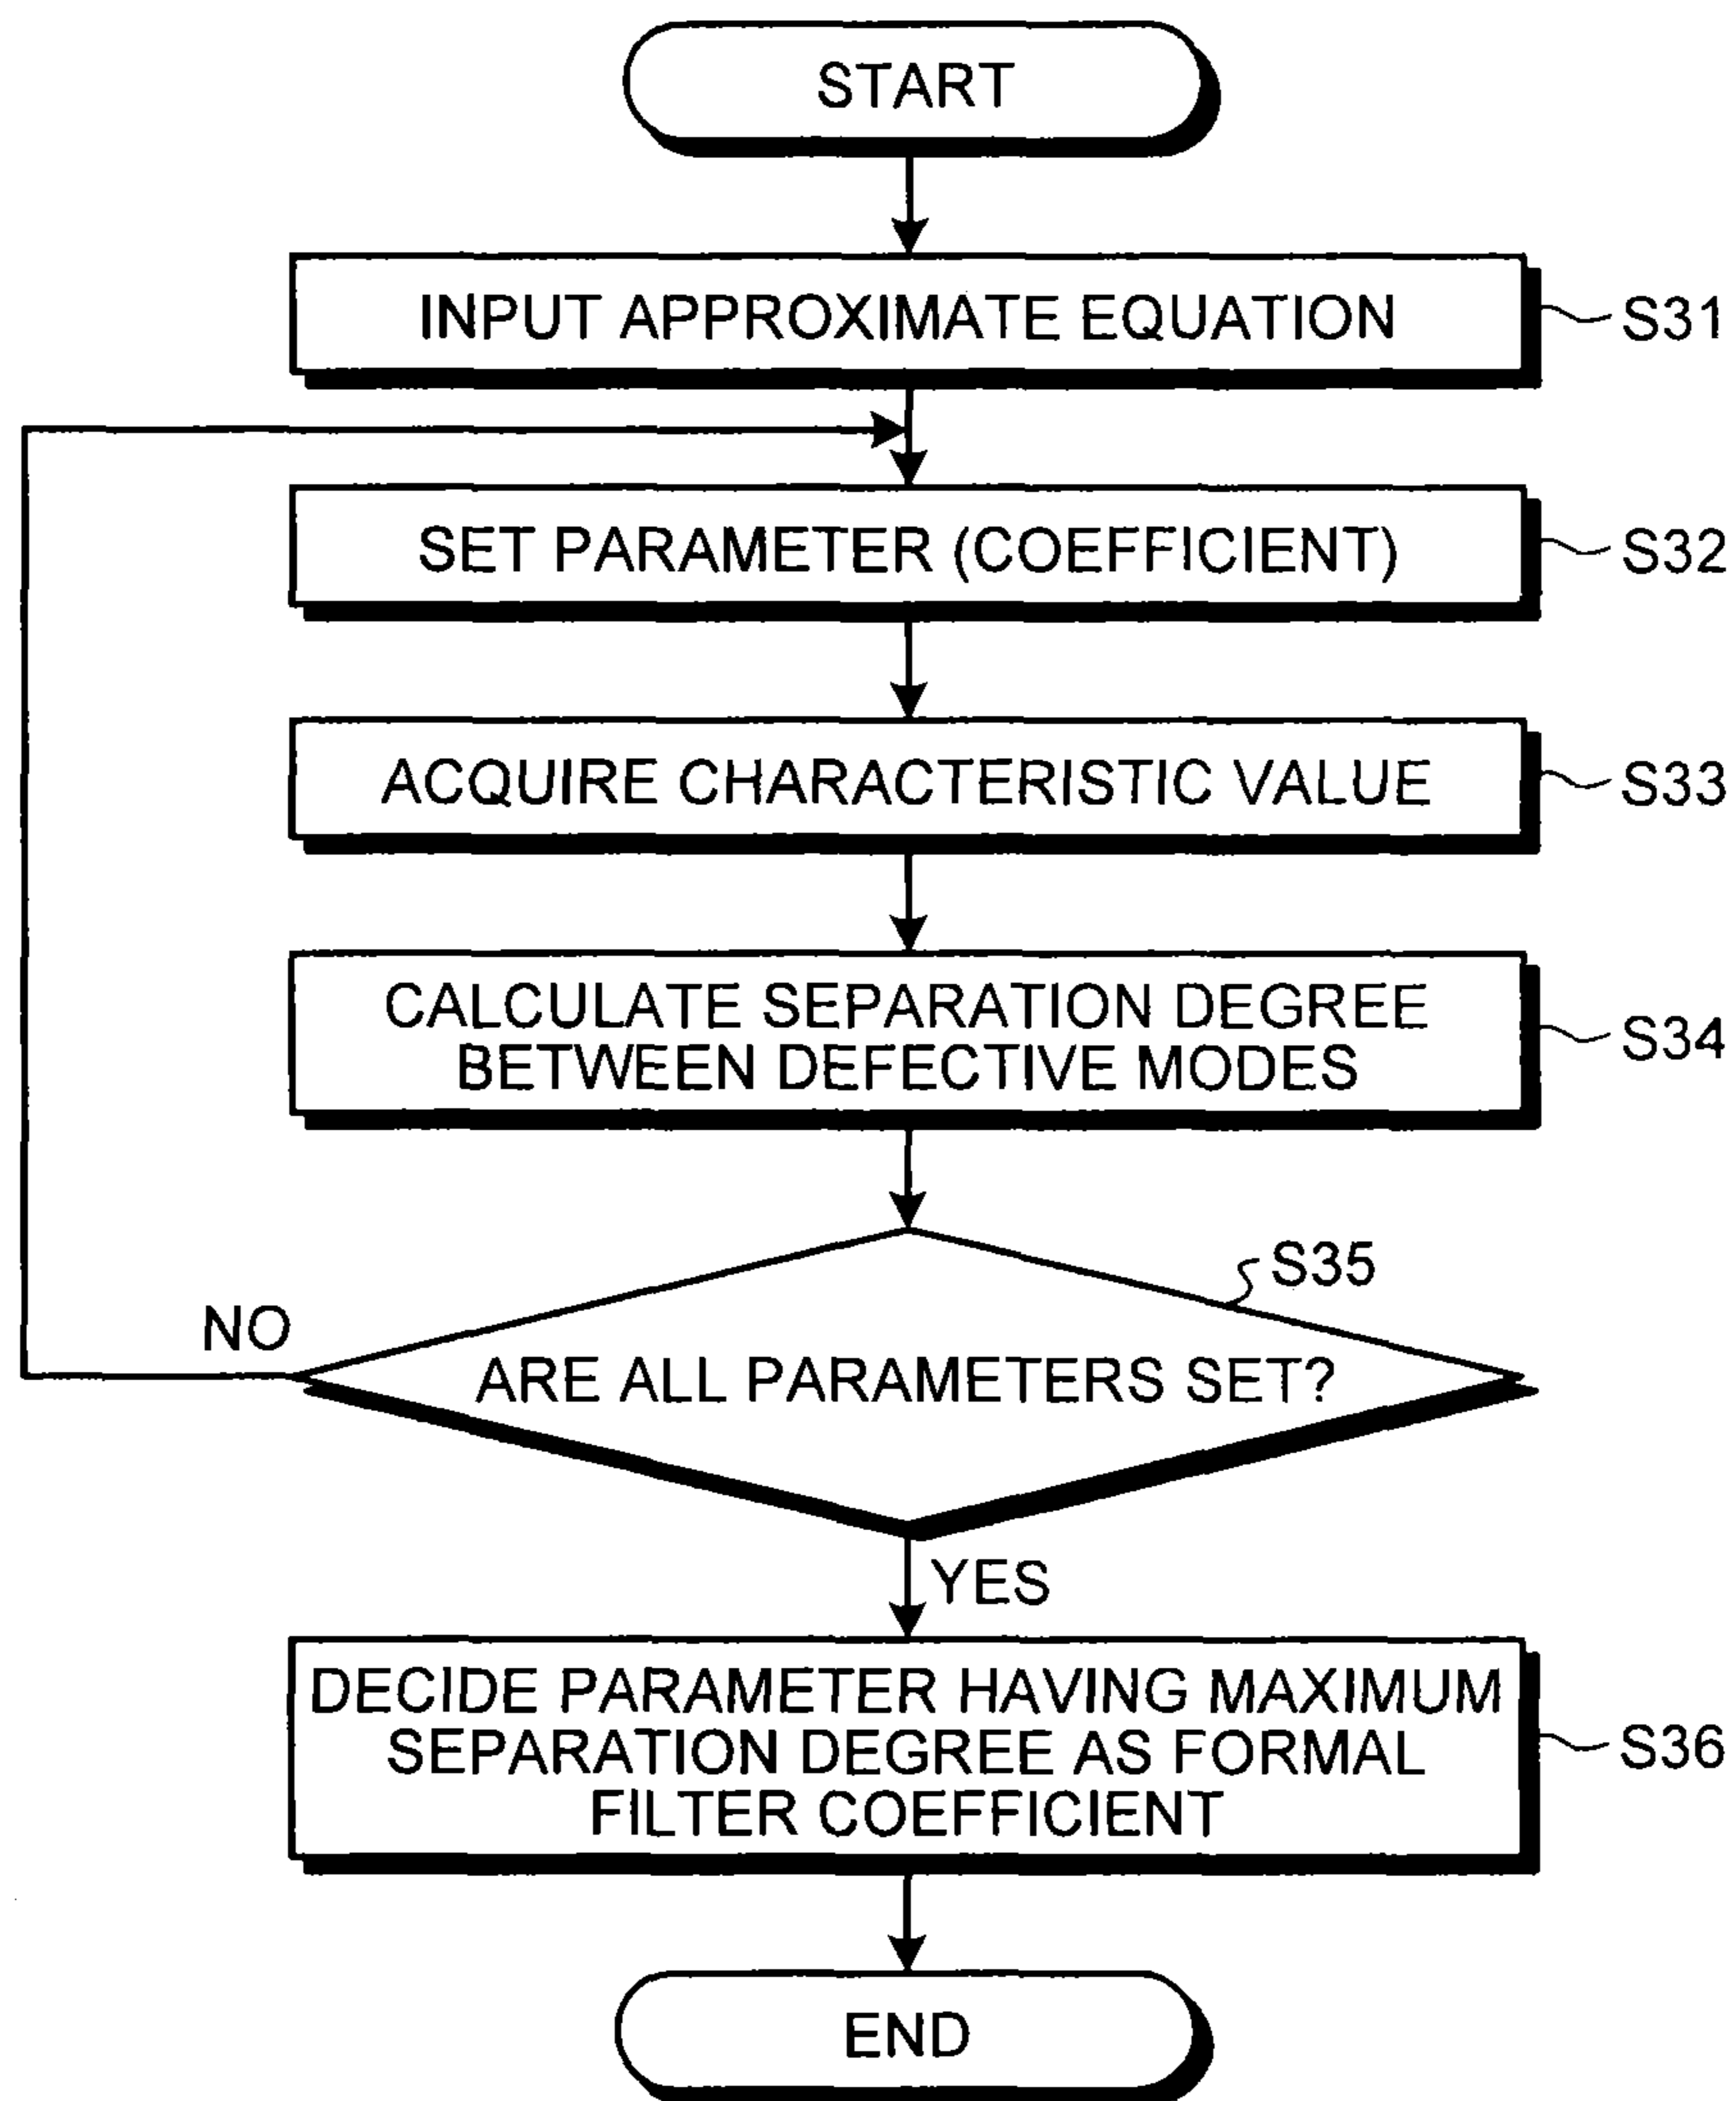 START
INPUT APPROXIMATE EQUATION
S31
SET PARAMETER (COEFFICIENT)
S32
ACQUIRE CHARACTERISTIC VALUE
S33
CALCULATE SEPARATION DEGREE
BETWEEN DEFECTIVE MODES
S34
S35
NO
ARE ALL PARAMETERS SET?
YES
DECIDE PARAMETER HAVING MAXIMUM
SEPARATION DEGREE AS FORMAL
FILTER COEFFICIENT
S36
END